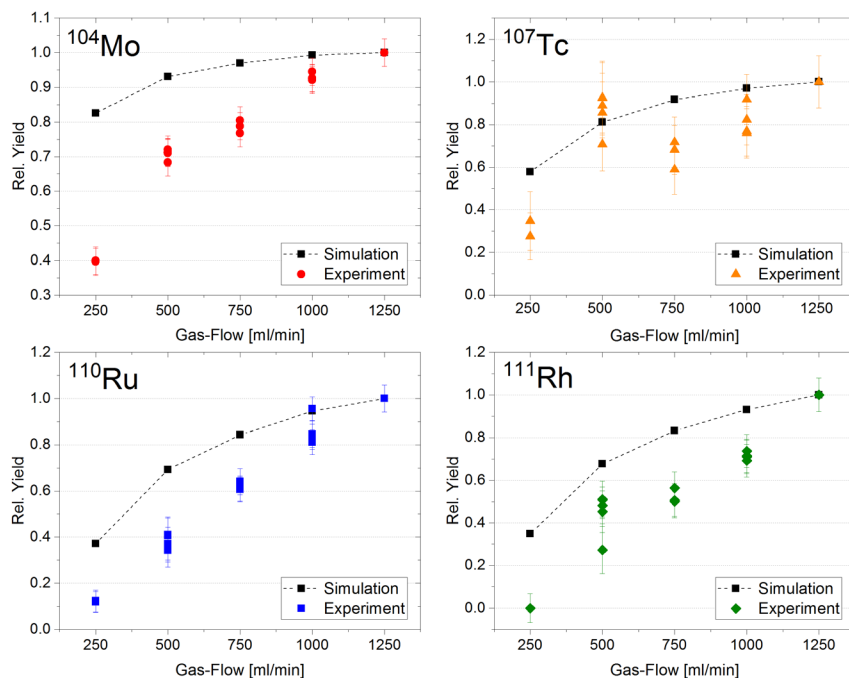 ¹⁰⁴Mo
1.1
1.0
0.9
0.8
0.7
0.6
0.5
0.4
0.3
Rel. Yield
Simulation
Experiment
250 500 750 1000 1250
Gas-Flow [ml/min]
¹⁰⁷Tc
1.4
1.2
1.0
0.8
0.6
0.4
0.2
0.0
Rel. Yield
Simulation
Experiment
250 500 750 1000 1250
Gas-Flow [ml/min]
¹¹⁰Ru
1.2
1.0
0.8
0.6
0.4
0.2
0.0
Rel. Yield
Simulation
Experiment
250 500 750 1000 1250
Gas-Flow [ml/min]
¹¹¹Rh
1.2
1.0
0.8
0.6
0.4
0.2
0.0
Rel. Yield
Simulation
Experiment
250 500 750 1000 1250
Gas-Flow [ml/min]